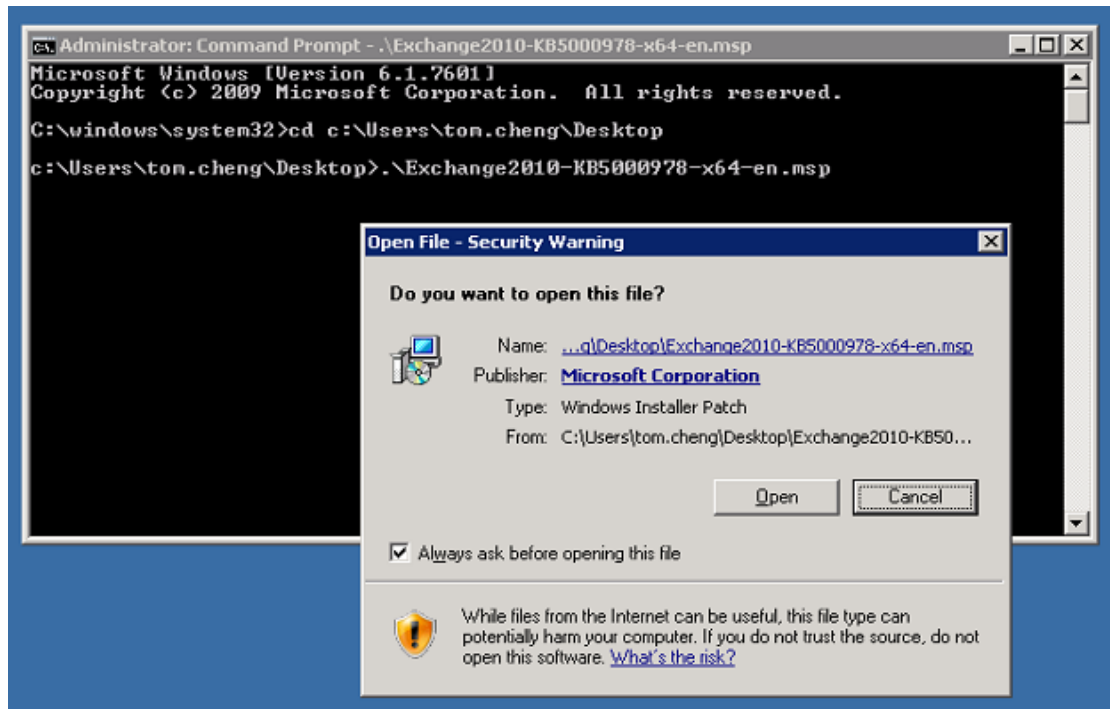 Administrator: Command Prompt - .\Exchange2010-KB5000978-x64-en.msp
Microsoft Windows [Version 6.1.7601]
Copyright (c) 2009 Microsoft Corporation.  All rights reserved.
C:\windows\system32>cd c:\Users\tom.cheng\Desktop
c:\Users\tom.cheng\Desktop>.\Exchange2010-KB5000978-x64-en.msp
Open File - Security Warning
Do you want to open this file?
Name: ...g\Desktop\Exchange2010-KB5000978-x64-en.msp
Publisher: Microsoft Corporation
Type: Windows Installer Patch
From: C:\Users\tom.cheng\Desktop\Exchange2010-KB50...
Open Cancel
Always ask before opening this file
While files from the Internet can be useful, this file type can
potentially harm your computer. If you do not trust the source, do not
open this software. What's the risk?